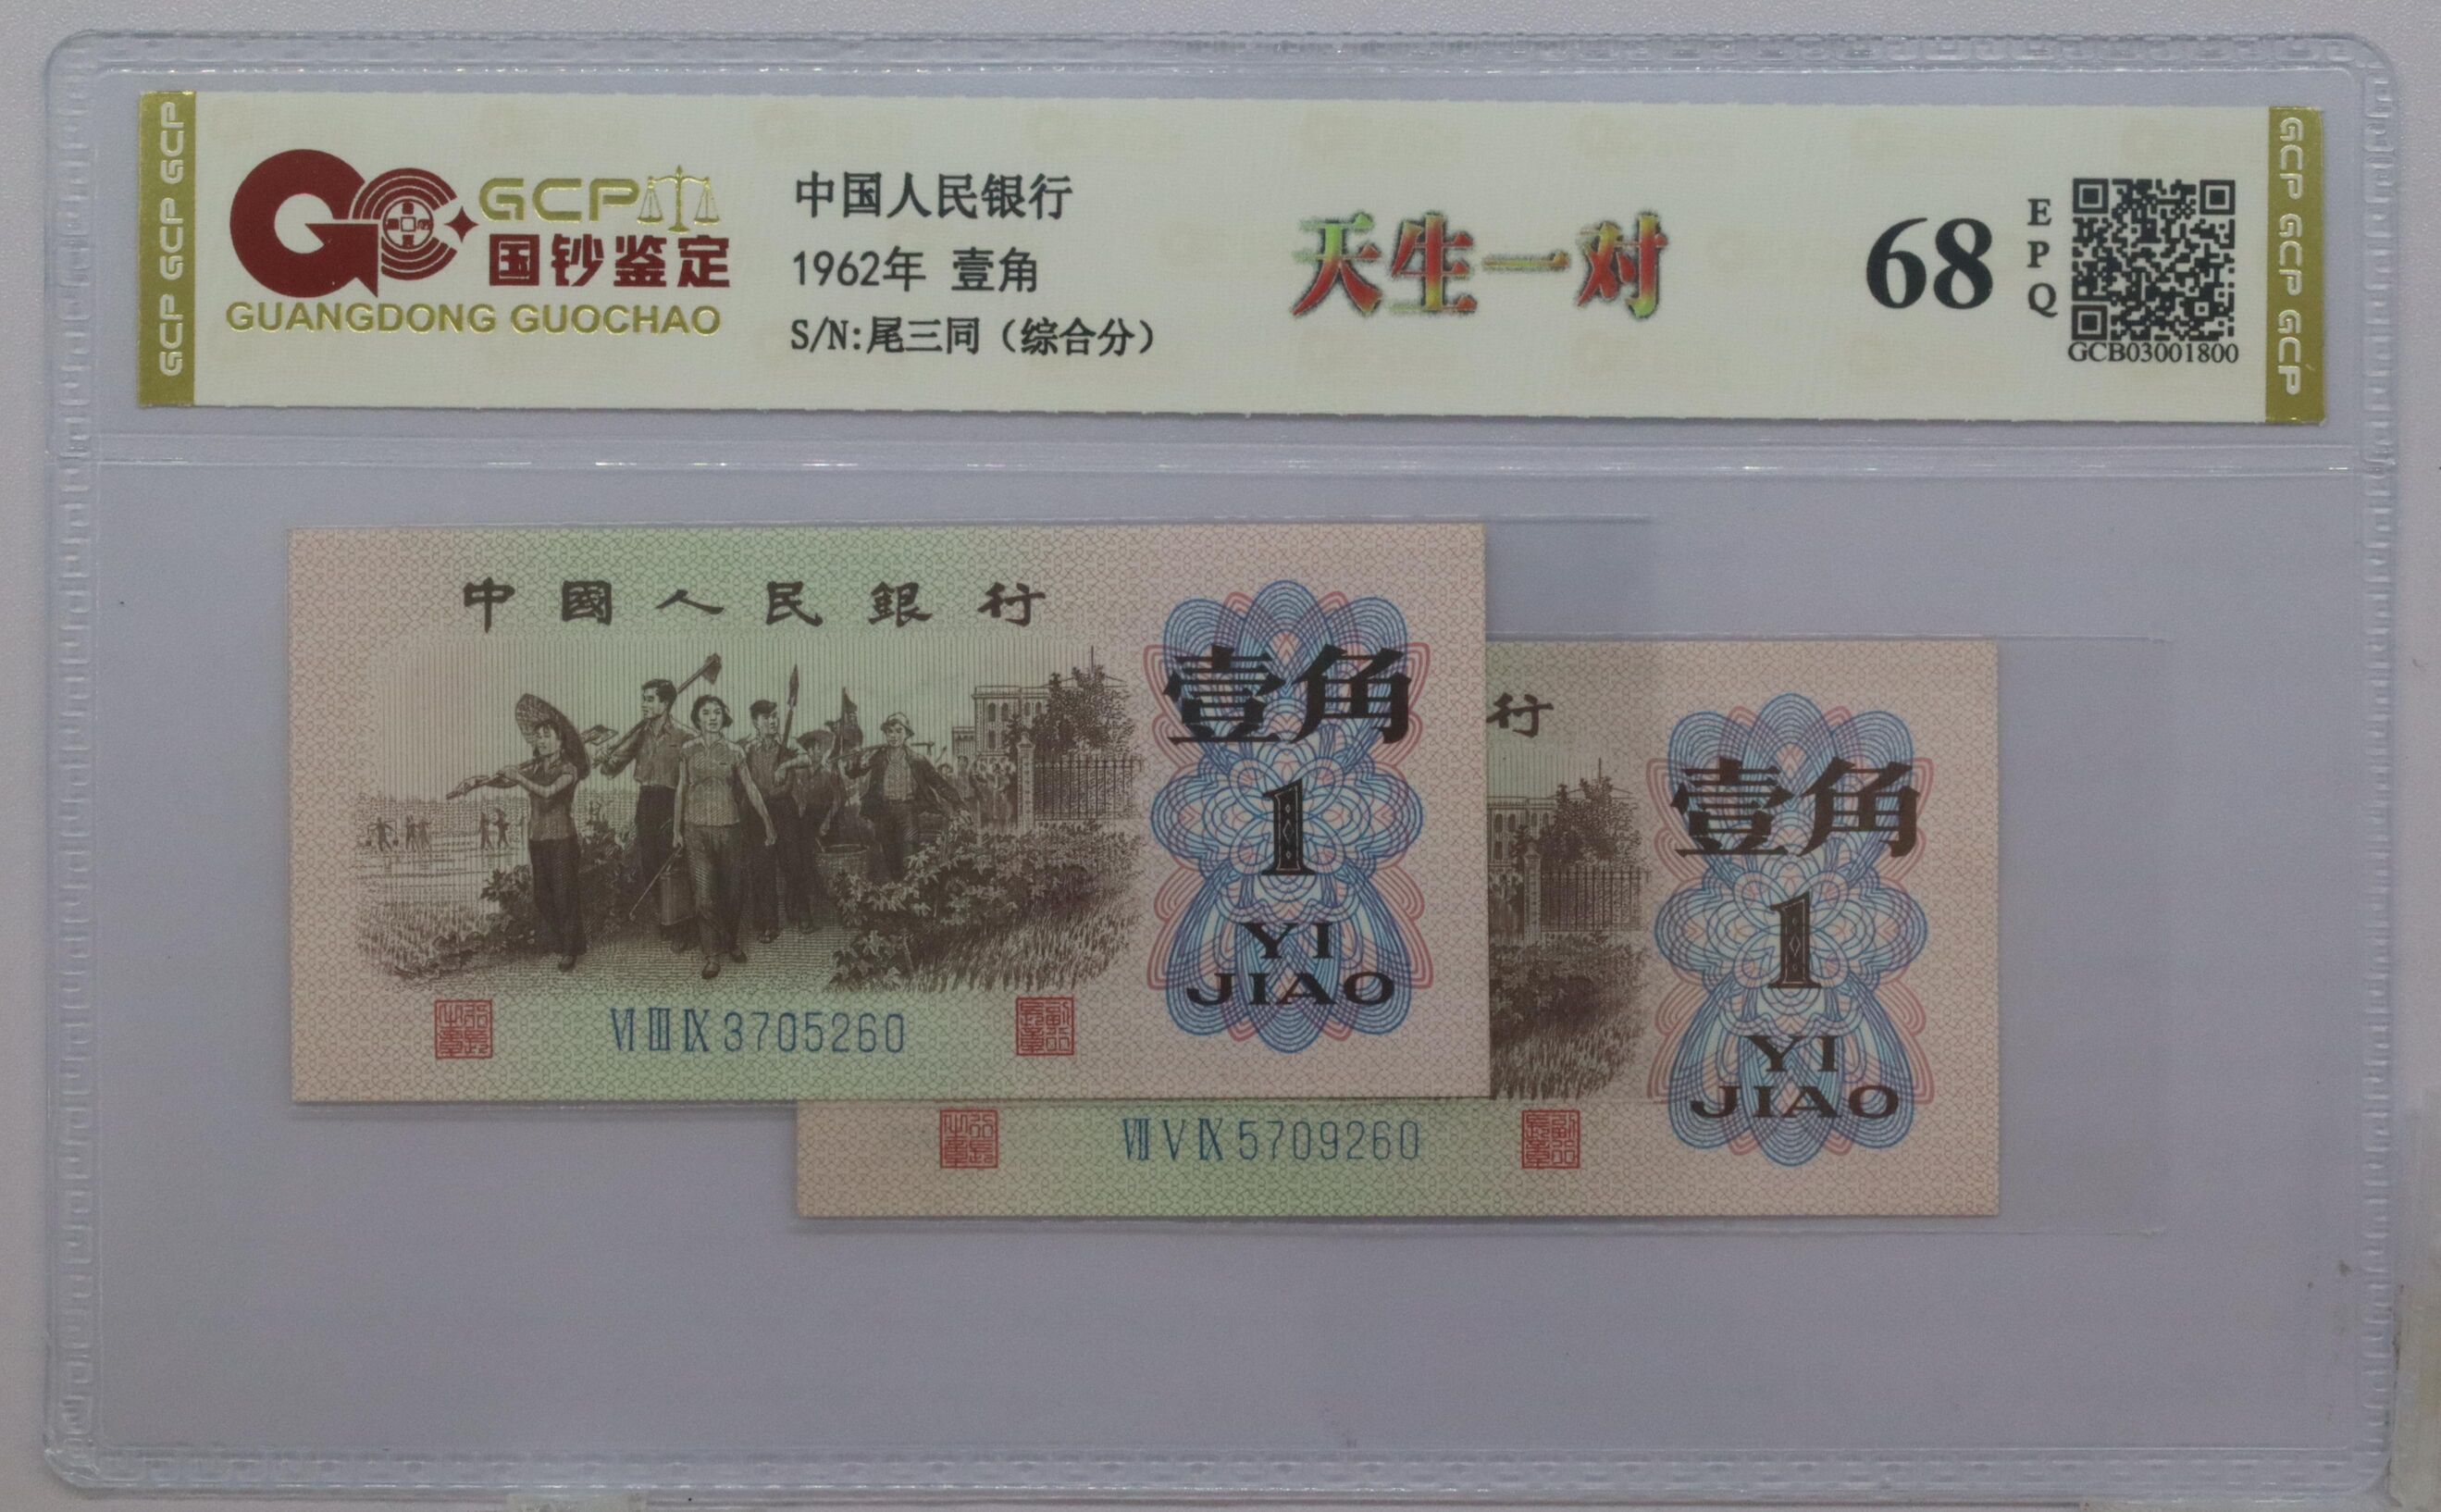 GCP GCP GCP
GCP
国钞鉴定
GUANGDONG GUOCHAO
中国人民银行
1962年 壹角
S/N:尾三同（综合分）
天生一对
68
EPQ
GCB03001800
GCP GCP GCP
中國人民銀行
壹角
1
YI
JIAO
VI III IX 3705260
行
壹角
1
YI
JIAO
VII V IX 5709260